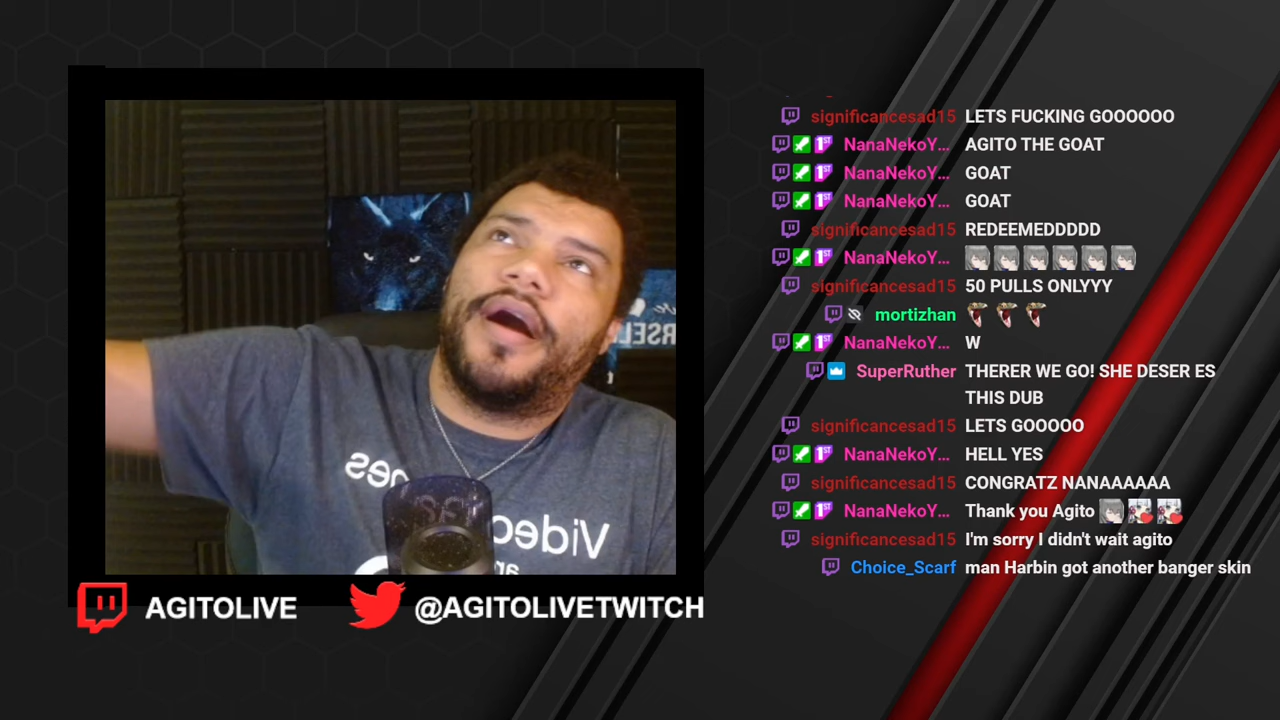 significancesad15 LETS FUCKING GOOOOOO
NanaNekoY... AGITO THE GOAT
NanaNekoY... GOAT
NanaNekoY... GOAT
significancesad15 REDEEMEDDDDD
NanaNekoY...
significancesad15 50 PULLS ONLYYY
mortizhan
NanaNekoY... W
SuperRuther THERER WE GO! SHE DESER ES
THIS DUB
significancesad15 LETS GOOOOO
NanaNekoY... HELL YES
significancesad15 CONGRATZ NANAAAAAA
NanaNekoY... Thank you Agito
significancesad15 I'm sorry I didn't wait agito
Choice_Scarf man Harbin got another banger skin
Video
AGITOLIVE
@AGITOLIVETWITCH